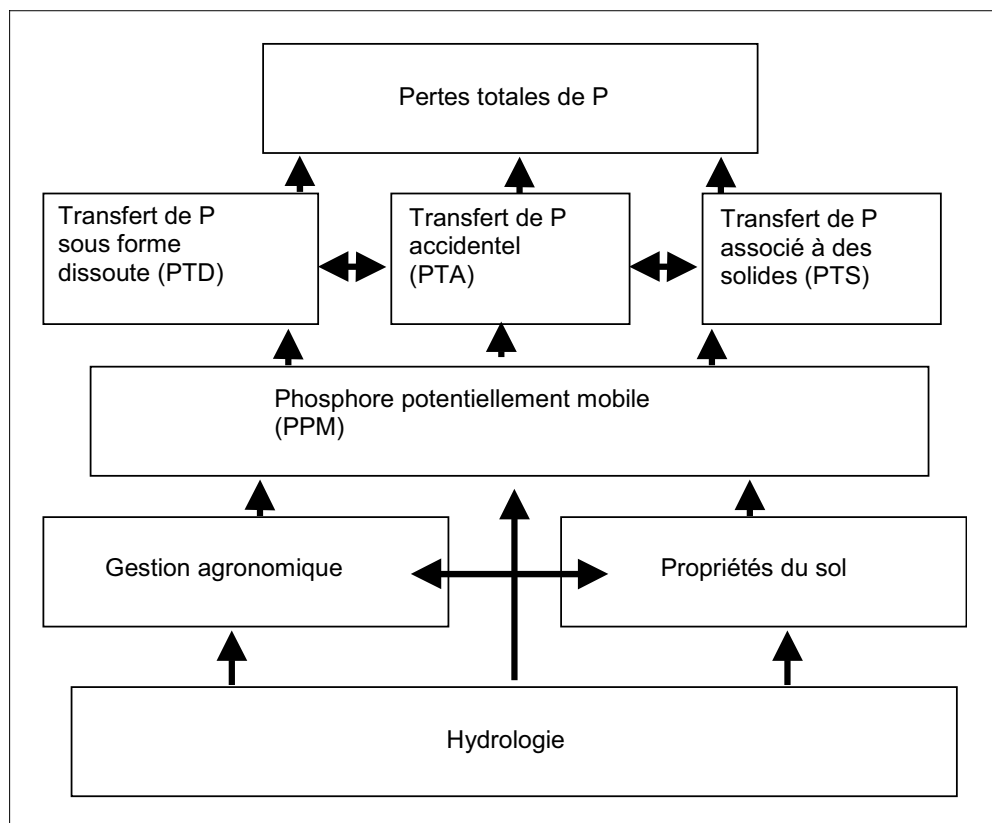 Pertes totales de P
Transfert de P
sous forme
dissoute (PTD)
Transfert de P
accidentel
(PTA)
Transfert de P
associé à des
solides (PTS)
Phosphore potentiellement mobile
(PPM)
Gestion agronomique
Propriétés du sol
Hydrologie